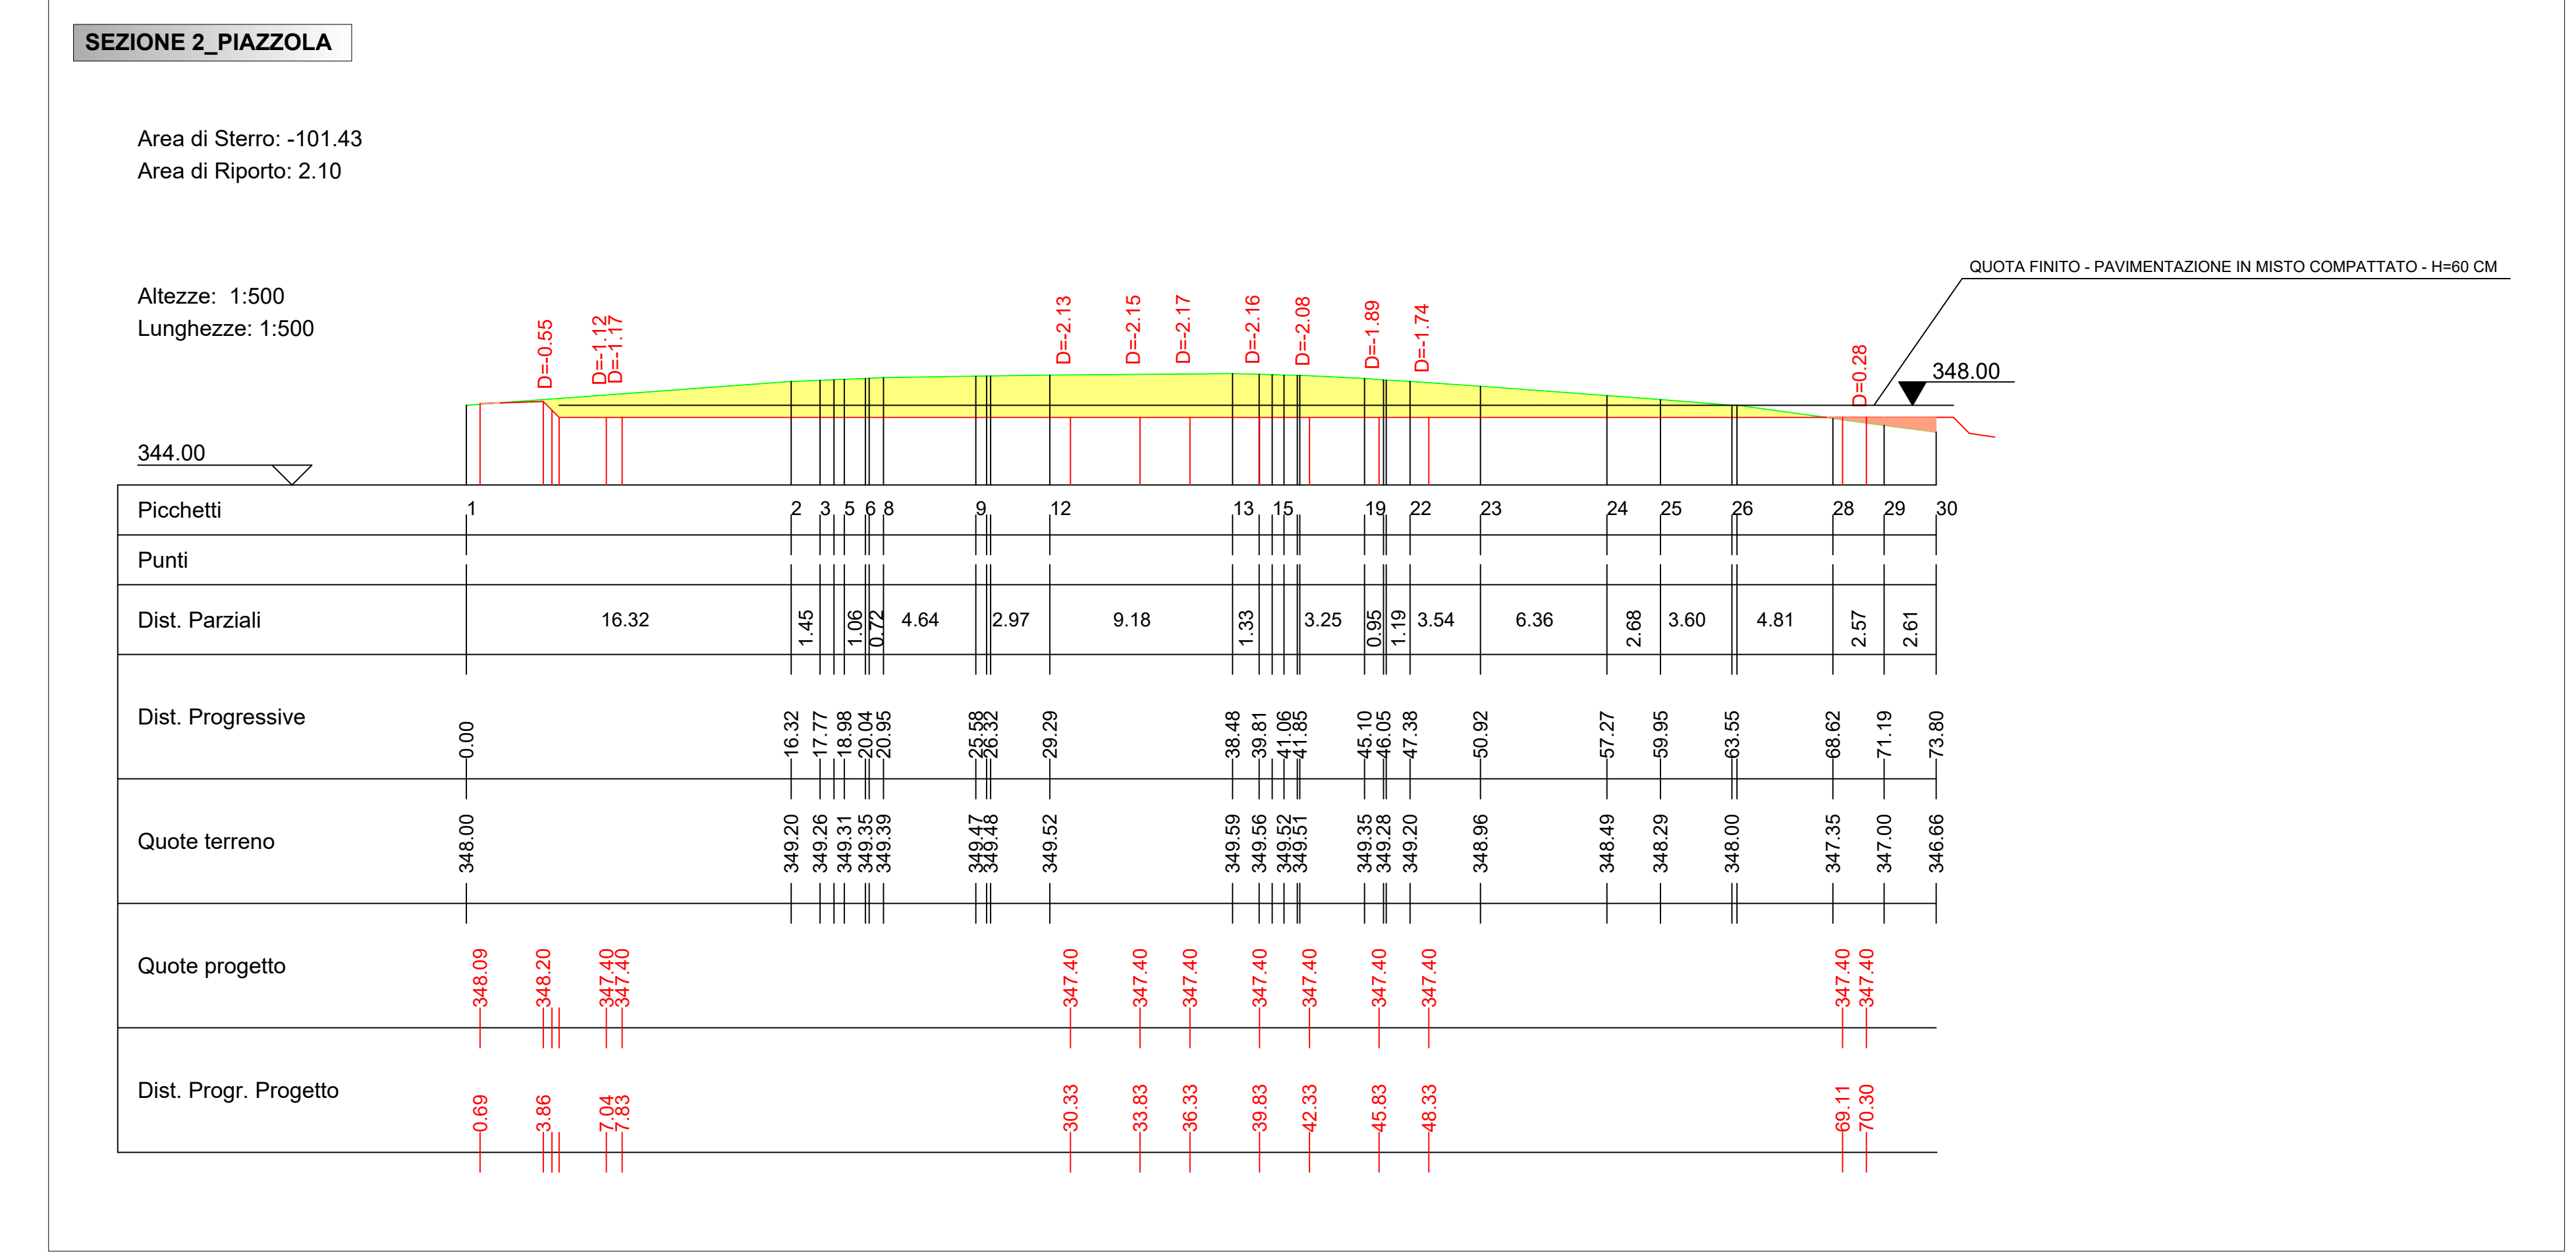 SEZIONE 2_PIAZZOLA
Area di Sterro: -101.43
Area di Riporto: 2.10
QUOTA FINITO - PAVIMENTAZIONE IN MISTO COMPATTATO - H=60 CM
Altezze: 1:500
Lunghezze: 1:500
D=-0.55 D=-1.12 D=-1.17 D=-2.13 D=-2.15 D=-2.17 D=-2.16 D=-2.08 D=-1.89 D=-1.74 D=0.28
348.00
344.00
Picchetti 1 2 3 5 6 8 9 12 13 15 19 22 23 24 25 26 28 29 30
Punti
Dist. Parziali 16.32 1.45 1.06 0.72 4.64 2.97 9.18 1.33 3.25 0.95 1.19 3.54 6.36 2.68 3.60 4.81 2.57 2.61
Dist. Progressive 0.00 16.32 17.77 18.98 20.04 20.95 25.58 26.32 29.29 38.48 39.81 41.06 41.85 45.10 46.05 47.38 50.92 57.27 59.95 63.55 68.62 71.19 73.80
Quote terreno 348.00 349.20 349.26 349.31 349.35 349.39 349.47 349.48 349.52 349.59 349.56 349.52 349.51 349.35 349.28 349.20 348.96 348.49 348.29 348.00 347.35 347.00 346.66
Quote progetto 348.09 348.20 347.40 347.40 347.40 347.40 347.40 347.40 347.40 347.40 347.40 347.40 347.40
Dist. Progr. Progetto 0.69 3.86 7.04 7.83 30.33 33.83 36.33 39.83 42.33 45.83 48.33 69.11 70.30